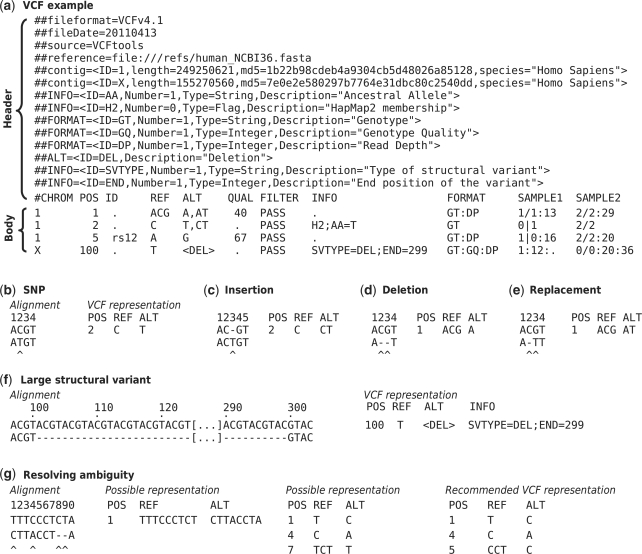 (a) VCF example
Header
##fileformat=VCFv4.1
##fileDate=20110413
##source=VCFtools
##reference=file:///refs/human_NCBI36.fasta
##contig=<ID=1,length=249250621,md5=1b22b98cdeb4a9304cb5d48026a85128,species="Homo Sapiens">
##contig=<ID=X,length=155270560,md5=7e0e2e580297b7764e31dbc80c2540dd,species="Homo Sapiens">
##INFO=<ID=AA,Number=1,Type=String,Description="Ancestral Allele">
##INFO=<ID=H2,Number=0,Type=Flag,Description="HapMap2 membership">
##FORMAT=<ID=GT,Number=1,Type=String,Description="Genotype">
##FORMAT=<ID=GQ,Number=1,Type=Integer,Description="Genotype Quality">
##FORMAT=<ID=DP,Number=1,Type=Integer,Description="Read Depth">
##ALT=<ID=DEL,Description="Deletion">
##INFO=<ID=SVTYPE,Number=1,Type=String,Description="Type of structural variant">
##INFO=<ID=END,Number=1,Type=Integer,Description="End position of the variant">
#CHROM POS ID REF ALT QUAL FILTER INFO FORMAT SAMPLE1 SAMPLE2
Body
1 1 . ACG A,AT 40 PASS . GT:DP 1/1:13 2/2:29
1 2 . C T,CT . PASS H2;AA=T GT 0|1 2/2
1 5 rs12 A G 67 PASS . GT:DP 1|0:16 2/2:20
X 100 . T <DEL> . PASS SVTYPE=DEL;END=299 GT:GQ:DP 1:12:. 0/0:20:36
(b) SNP
Alignment VCF representation
1234 POS REF ALT
ACGT 2 C T
ATGT
^
(c) Insertion
12345 POS REF ALT
AC-GT 2 C CT
ACTGT
^
(d) Deletion
1234 POS REF ALT
ACGT 1 ACG A
A--T
^^
(e) Replacement
1234 POS REF ALT
ACGT 1 ACG AT
A-TT
^^
(f) Large structural variant
Alignment VCF representation
100 110 120 290 300 POS REF ALT INFO
. . . . .
ACGTACGTACGTACGTACGTACGTACGT[...]ACGTACGTACGTAC 100 T <DEL> SVTYPE=DEL;END=299
ACGT-----------------------[...]----------GTAC
(g) Resolving ambiguity
Alignment Possible representation Possible representation Recommended VCF representation
1234567890 POS REF ALT POS REF ALT POS REF ALT
TTTCCCTCTA 1 TTTCCCTCT CTTACCTA 1 T C 1 T C
CTTACCT--A 4 C A 4 C A
^ ^ ^^ 7 TCT T 5 CCT C